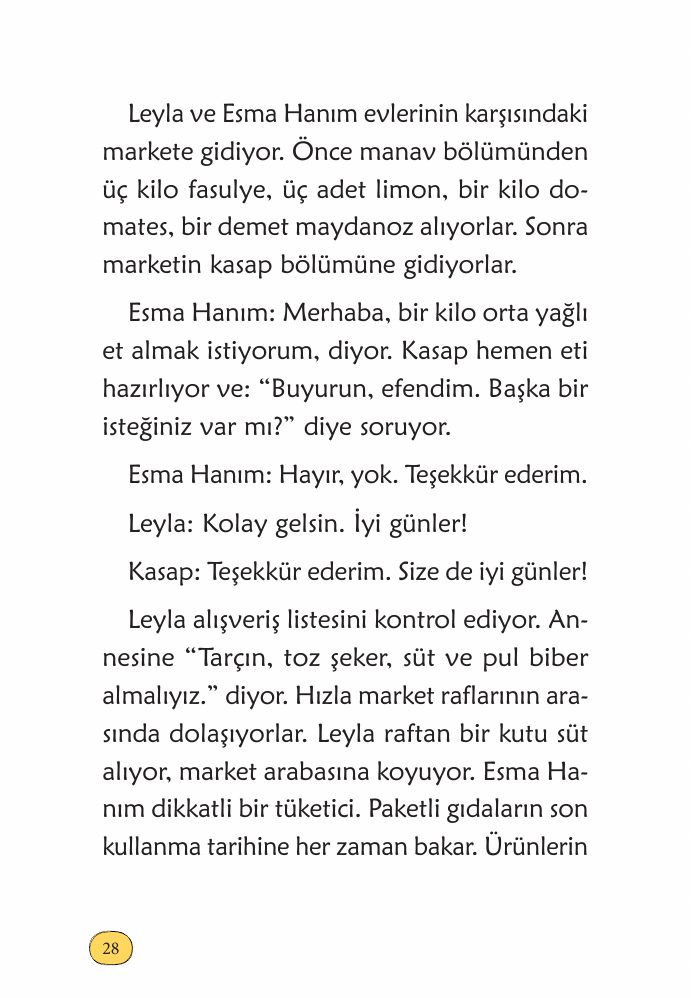 Leyla ve Esma Hanım evlerinin karşısındaki
markete gidiyor. Önce manav bölümünden
üç kilo fasulye, üç adet limon, bir kilo do-
mates, bir demet maydanoz alıyorlar. Sonra
marketin kasap bölümüne gidiyorlar.
Esma Hanım: Merhaba, bir kilo orta yağlı
et almak istiyorum, diyor. Kasap hemen eti
hazırlıyor ve: “Buyurun, efendim. Başka bir
isteğiniz var mı?” diye soruyor.
Esma Hanım: Hayır, yok. Teşekkür ederim.
Leyla: Kolay gelsin. İyi günler!
Kasap: Teşekkür ederim. Size de iyi günler!
Leyla alışveriş listesini kontrol ediyor. An-
nesine “Tarçın, toz şeker, süt ve pul biber
almalıyız.” diyor. Hızla market raflarının ara-
sında dolaşıyorlar. Leyla raftan bir kutu süt
alıyor, market arabasına koyuyor. Esma Ha-
nım dikkatli bir tüketici. Paketli gıdaların son
kullanma tarihine her zaman bakar. Ürünlerin
28